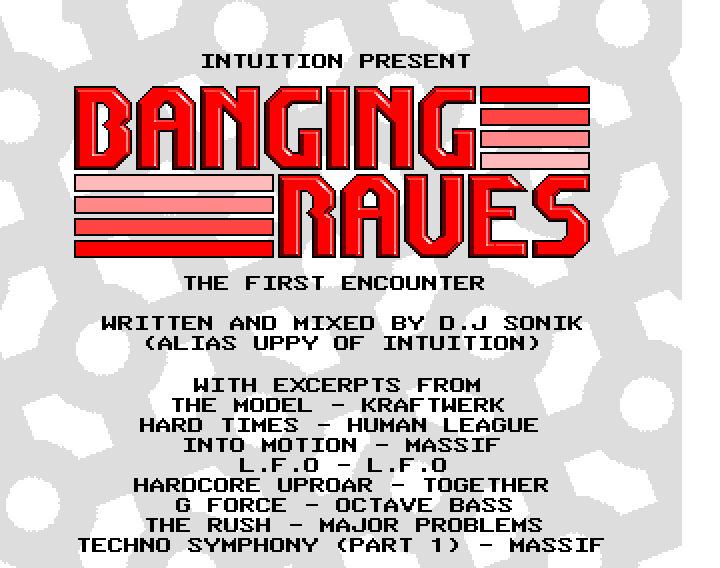 INTUITION PRESENT
BANGING
RAVES
THE FIRST ENCOUNTER
WRITTEN AND MIXED BY D.J SONIK
(ALIAS UPPY OF INTUITION)
WITH EXCERPTS FROM
THE MODEL - KRAFTWERK
HARD TIMES - HUMAN LEAGUE
INTO MOTION - MASSIF
L.F.O - L.F.O
HARDCORE UPROAR - TOGETHER
G FORCE - OCTAVE BASS
THE RUSH - MAJOR PROBLEMS
TECHNO SYMPHONY (PART 1) - MASSIF